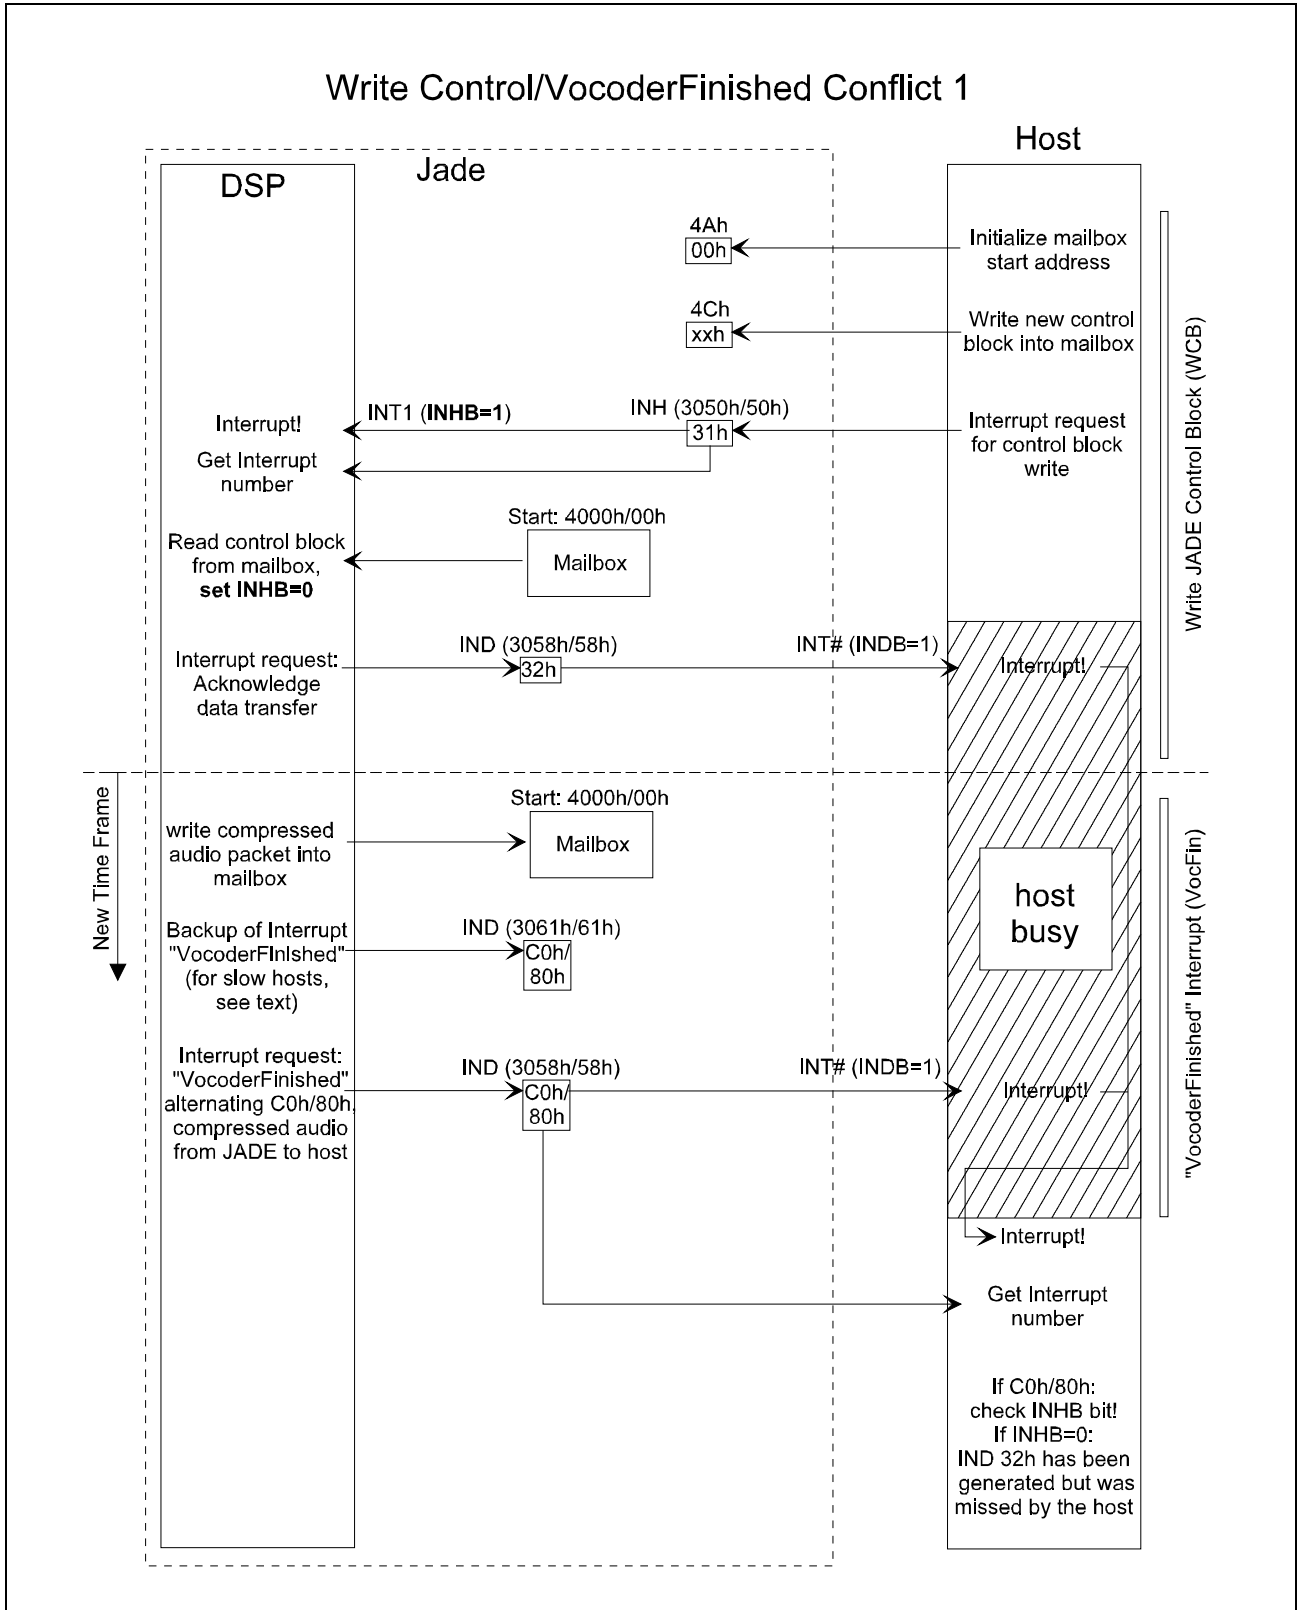 Write Control/VocoderFinished Conflict 1
Host
DSP
Jade
4Ah
00h
Initialize mailbox
start address
4Ch
xxh
Write new control
block into mailbox
Interrupt!
INT1 (INHB=1)
INH (3050h/50h)
31h
Interrupt request
for control block
write
Get Interrupt
number
Start: 4000h/00h
Mailbox
Read control block
from mailbox,
set INHB=0
Write JADE Control Block (WCB)
Interrupt request:
Acknowledge
data transfer
IND (3058h/58h)
32h
INT# (INDB=1)
Interrupt!
New Time Frame
Start: 4000h/00h
Mailbox
write compressed
audio packet into
mailbox
host
busy
Backup of Interrupt
"VocoderFinished"
(for slow hosts,
see text)
IND (3061h/61h)
C0h/
80h
"VocoderFinished" Interrupt (VocFin)
Interrupt request:
"VocoderFinished"
alternating C0h/80h,
compressed audio
from JADE to host
IND (3058h/58h)
C0h/
80h
INT# (INDB=1)
Interrupt!
Interrupt!
Get Interrupt
number
If C0h/80h:
check INHB bit!
If INHB=0:
IND 32h has been
generated but was
missed by the host